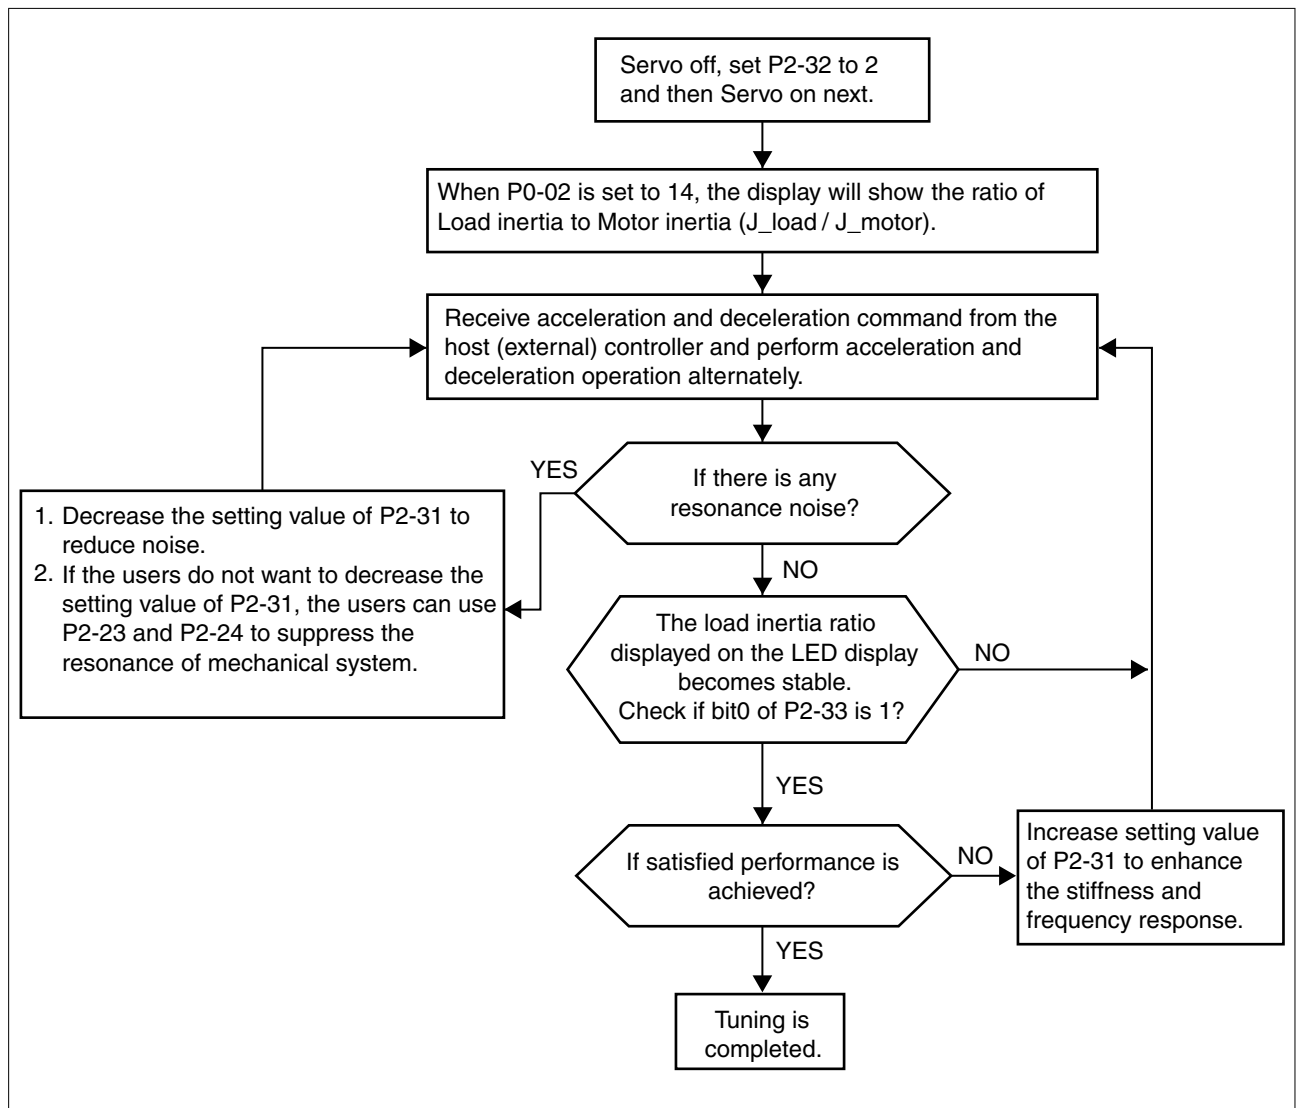 Servo off, set P2-32 to 2
and then Servo on next.
When P0-02 is set to 14, the display will show the ratio of
Load inertia to Motor inertia (J_load / J_motor).
Receive acceleration and deceleration command from the
host (external) controller and perform acceleration and
deceleration operation alternately.
YES
If there is any
resonance noise?
1. Decrease the setting value of P2-31 to
reduce noise.
2. If the users do not want to decrease the
setting value of P2-31, the users can use
P2-23 and P2-24 to suppress the
resonance of mechanical system.
NO
The load inertia ratio
displayed on the LED display
becomes stable.
Check if bit0 of P2-33 is 1?
NO
YES
If satisfied performance is
achieved?
NO
Increase setting value
of P2-31 to enhance
the stiffness and
frequency response.
YES
Tuning is
completed.